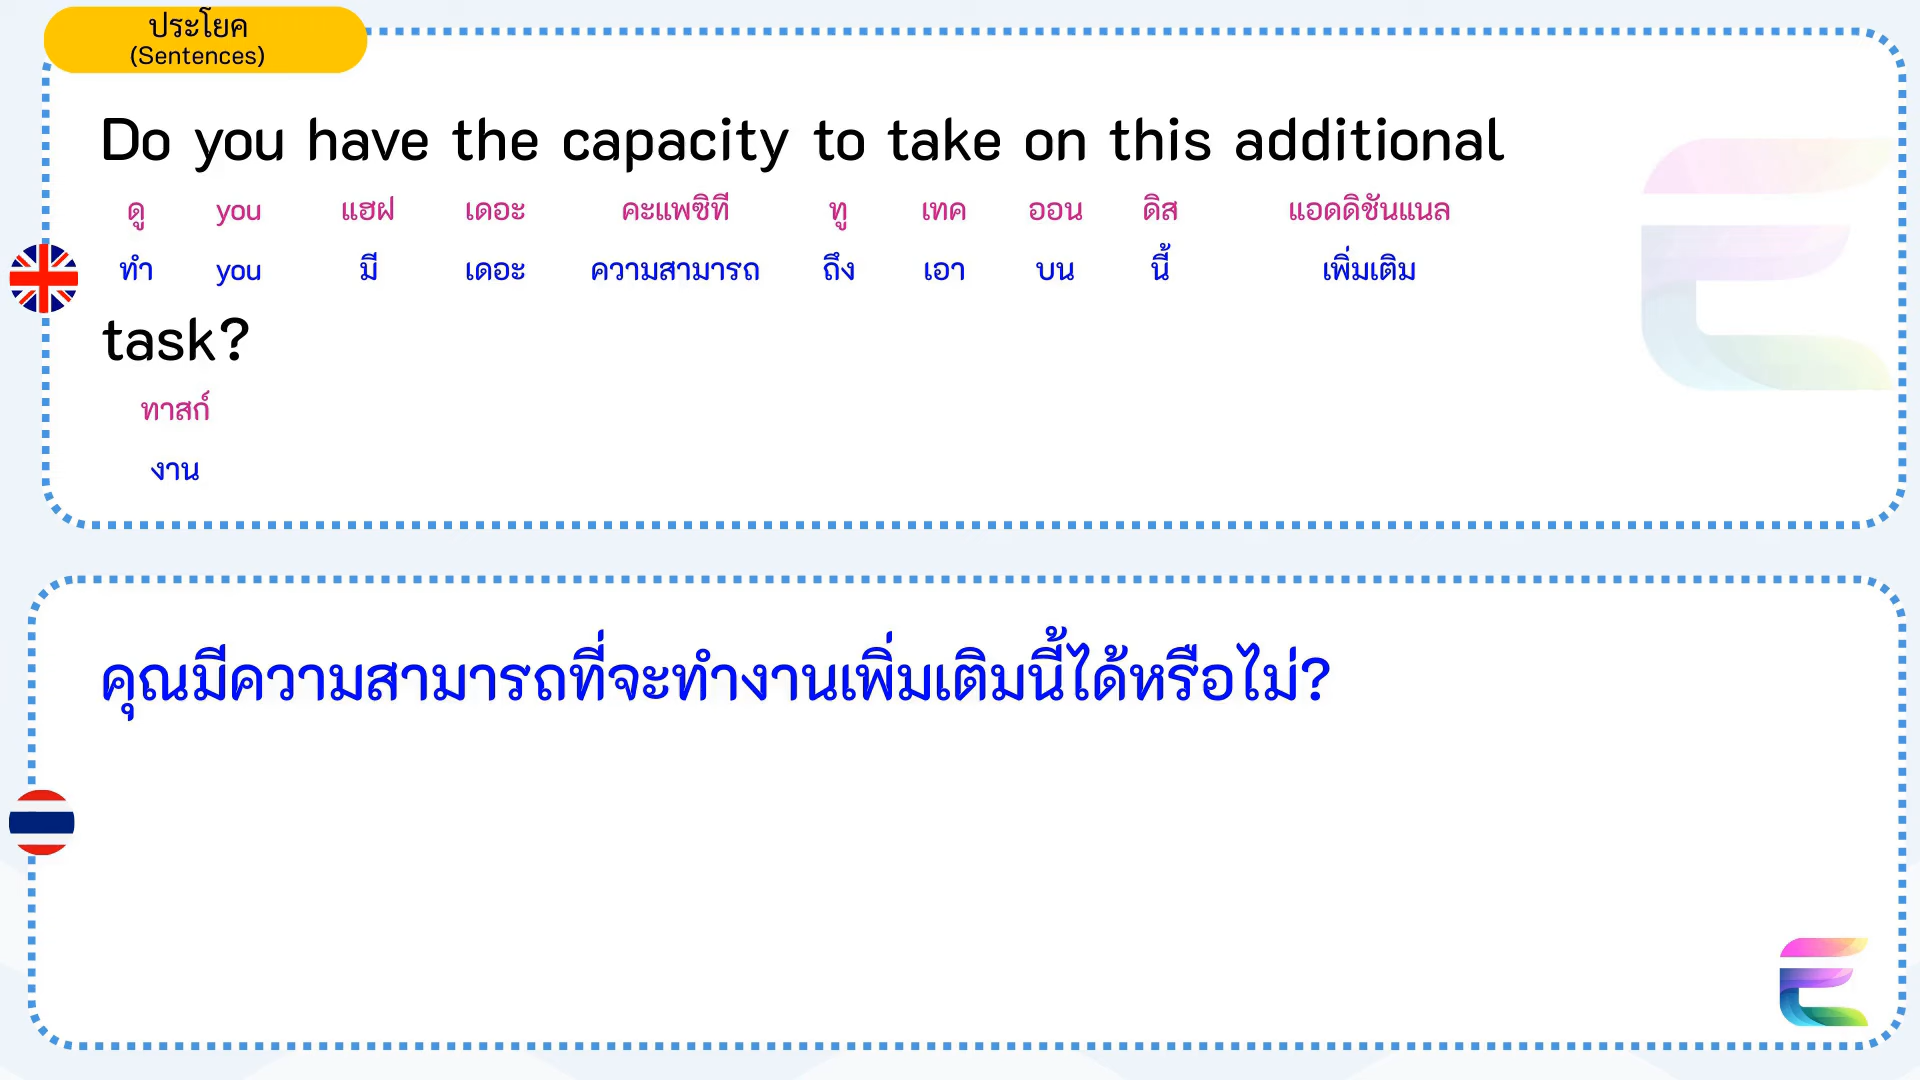 ประโยค
(Sentences)
Do you have the capacity to take on this additional
ดู you แฮฝ เดอะ คะแพซิที ทู เทค ออน ดิส แอดดิชันแนล
ทำ you มี เดอะ ความสามารถ ถึง เอา บน นี้ เพิ่มเติม
task?
ทาสก์
งาน
คุณมีความสามารถที่จะทำงานเพิ่มเติมนี้ได้หรือไม่?